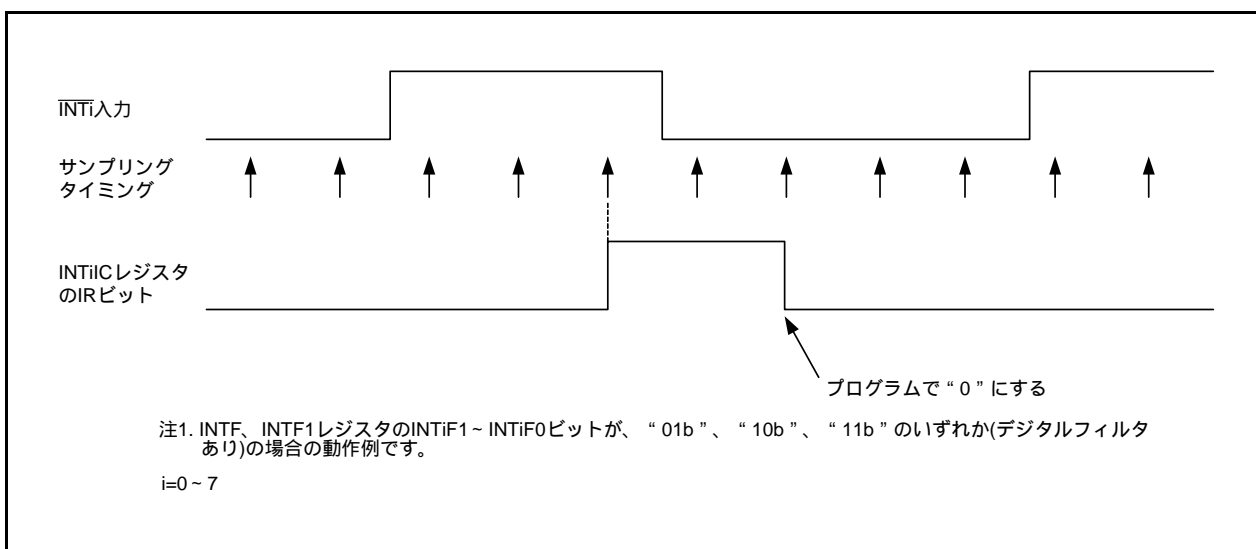 INTi入力
サンプリング
タイミング
INTiICレジスタ
のIRビット
プログラムで“0”にする
注1. INTF、INTF1レジスタのINTiF1~INTiF0ビットが、“01b”、“10b”、“11b”のいずれか(デジタルフィルタ
あり)の場合の動作例です。
i=0~7